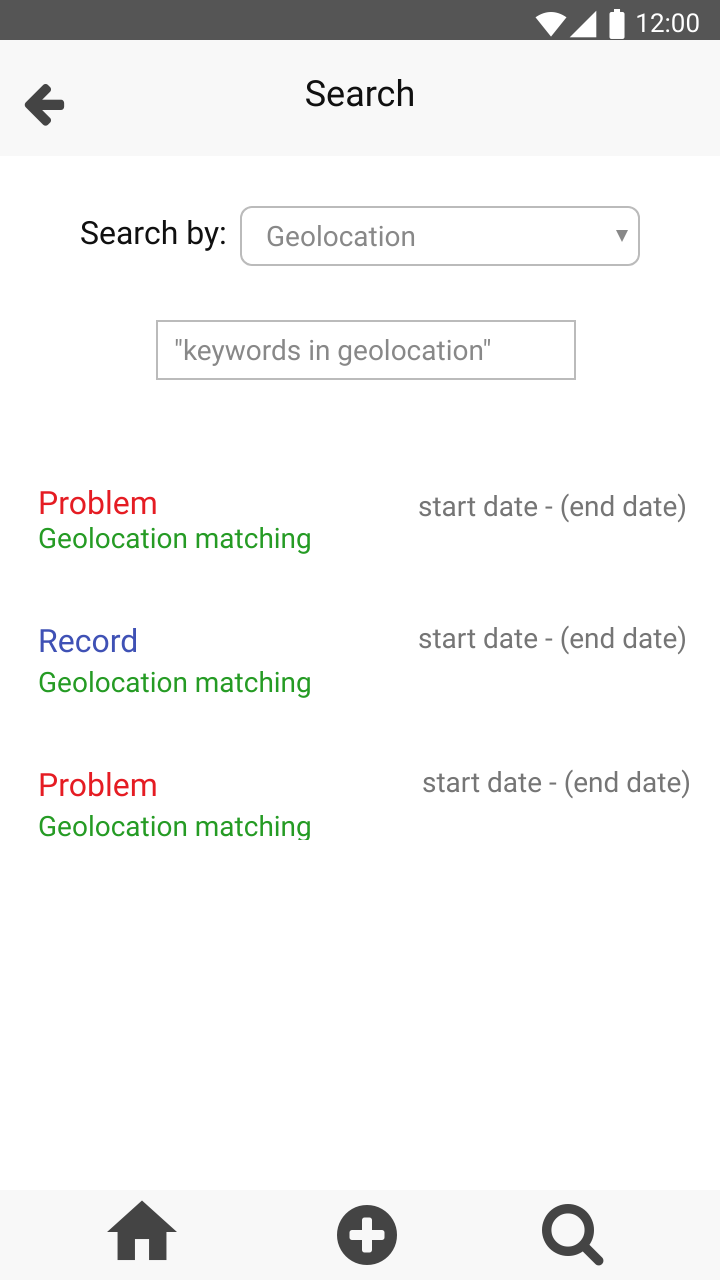 12:00
Search
Search by: Geolocation
"keywords in geolocation"
Problem start date - (end date)
Geolocation matching
Record start date - (end date)
Geolocation matching
Problem start date - (end date)
Geolocation matching